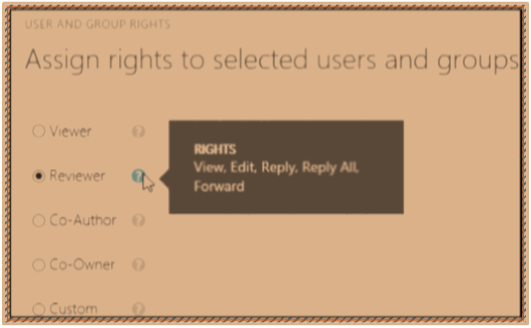 USER AND GROUP RIGHTS
Assign rights to selected users and groups
Viewer
RIGHTS
View, Edit, Reply, Reply All,
Forward
Reviewer
Co-Author
Co-Owner
Custom